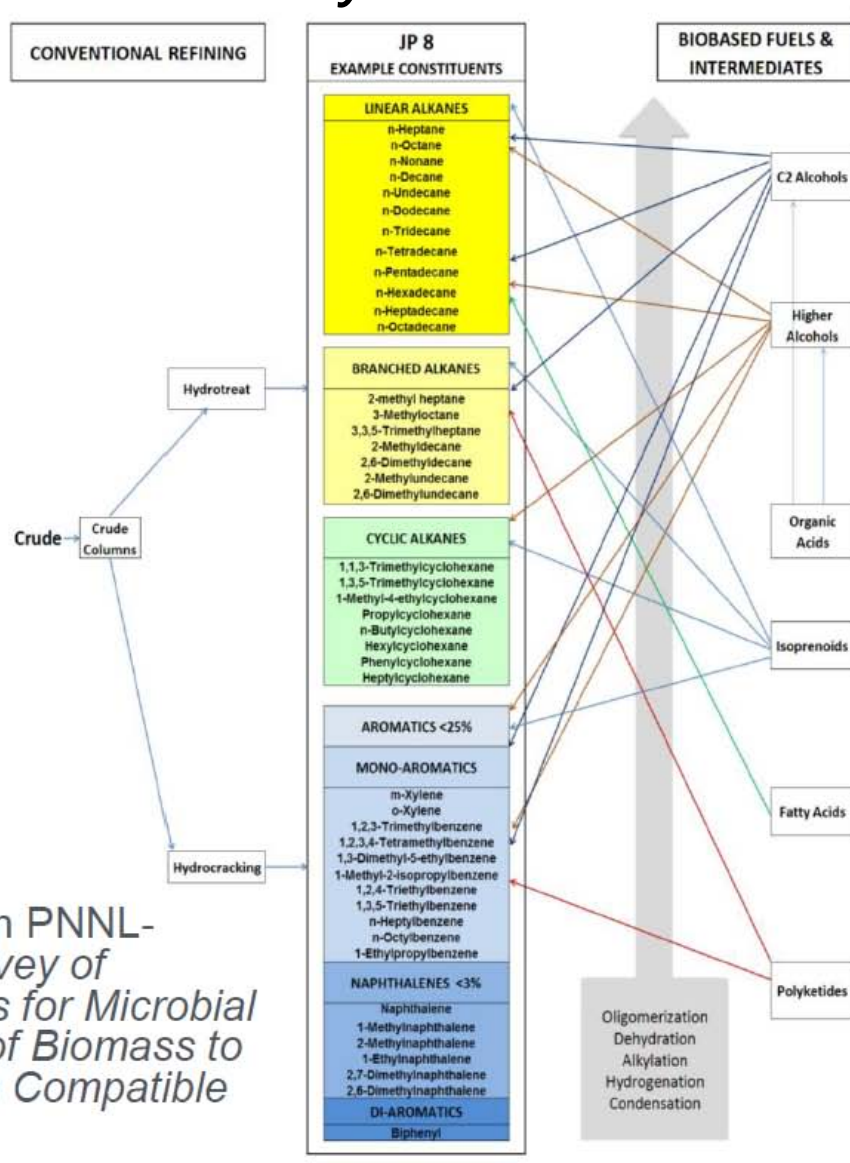 CONVENTIONAL REFINING
JP 8
EXAMPLE CONSTITUENTS
BIOBASED FUELS &
INTERMEDIATES
LINEAR ALKANES
n-Heptane
n-Octane
n-Nonane
n-Decane
n-Undecane
n-Dodecane
n-Tridecane
n-Tetradecane
n-Pentadecane
n-Hexadecane
n-Heptadecane
n-Octadecane
BRANCHED ALKANES
2-methyl heptane
3-Methyloctane
3,3,5-Trimethylheptane
2-Methyldecane
2,6-Dimethyldecane
2-Methylundecane
2,6-Dimethylundecane
CYCLIC ALKANES
1,1,3-Trimethylcyclohexane
1,3,5-Trimethylcyclohexane
1-Methyl-4-ethylcyclohexane
Propylcyclohexane
n-Butylcyclohexane
Hexylcyclohexane
Phenylcyclohexane
Heptylcyclohexane
AROMATICS <25%
MONO-AROMATICS
m-Xylene
o-Xylene
1,2,3-Trimethylbenzene
1,2,3,4-Tetramethylbenzene
1,3-Dimethyl-5-ethylbenzene
1-Methyl-2-isopropylbenzene
1,2,4-Triethylbenzene
1,3,5-Triethylbenzene
n-Heptylbenzene
n-Octylbenzene
1-Ethylpropylbenzene
NAPHTHALENES <3%
Naphthalene
1-Methylnaphthalene
2-Methylnaphthalene
1-Ethylnaphthalene
2,7-Dimethylnaphthalene
2,6-Dimethylnaphthalene
DI-AROMATICS
Biphenyl
Hydrotreat
Crude
Crude
Columns
Hydrocracking
C2 Alcohols
Higher
Alcohols
Organic
Acids
Isoprenoids
Fatty Acids
Polyketides
Oligomerization
Dehydration
Alkylation
Hydrogenation
Condensation
PNNL-
of
for Microbial
of Biomass to
Compatible